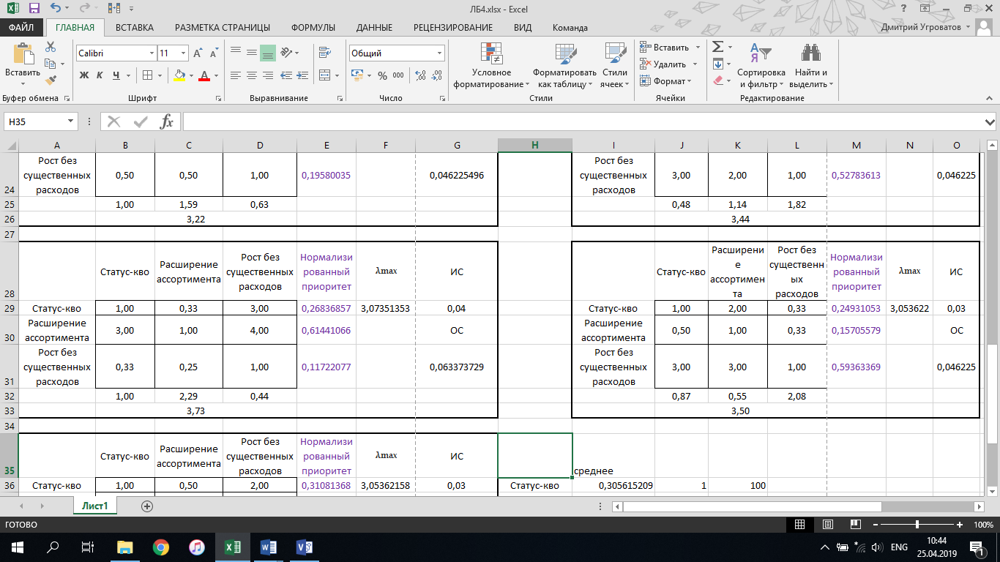 ЛБ4.xlsx - Excel
?
ФАЙЛ ГЛАВНАЯ ВСТАВКА РАЗМЕТКА СТРАНИЦЫ ФОРМУЛЫ ДАННЫЕ РЕЦЕНЗИРОВАНИЕ ВИД Команда Дмитрий Угроватов
Вставить
Calibri 11
Общий
Ж К Ч
% 000
Условное форматирование
Форматировать как таблицу
Стили ячеек
Вставить
Удалить
Формат
Сортировка и фильтр
Найти и выделить
Буфер обмена Шрифт Выравнивание Число Стили Ячейки Редактирование
H35 fx
A B C D E F G H I J K L M N O
24 Рост без существенных расходов 0,50 0,50 1,00 0,19580035 0,046225496 Рост без существенных расходов 3,00 2,00 1,00 0,52783613 0,046225
25 1,00 1,59 0,63 0,48 1,14 1,82
26 3,22 3,44
27
28 Статус-кво Расширение ассортимента Рост без существенных расходов Нормализированный приоритет λmax ИС Статус-кво Расширение ассортимента Рост без существенных расходов Нормализированный приоритет λmax ИС
29 Статус-кво 1,00 0,33 3,00 0,26836857 3,07351353 0,04 Статус-кво 1,00 2,00 0,33 0,24931053 3,053622 0,03
30 Расширение ассортимента 3,00 1,00 4,00 0,61441066 ОС Расширение ассортимента 0,50 1,00 0,33 0,15705579 ОС
31 Рост без существенных расходов 0,33 0,25 1,00 0,11722077 0,063373729 Рост без существенных расходов 3,00 3,00 1,00 0,59363369 0,046225
32 1,00 2,29 0,44 0,87 0,55 2,08
33 3,73 3,50
34
35 Статус-кво Расширение ассортимента Рост без существенных расходов Нормализированный приоритет λmax ИС среднее
36 Статус-кво 1,00 0,50 2,00 0,31081368 3,05362158 0,03 Статус-кво 0,305615209 1 100
Лист1
ГОТОВО 100%
ENG 10:44
25.04.2019
1